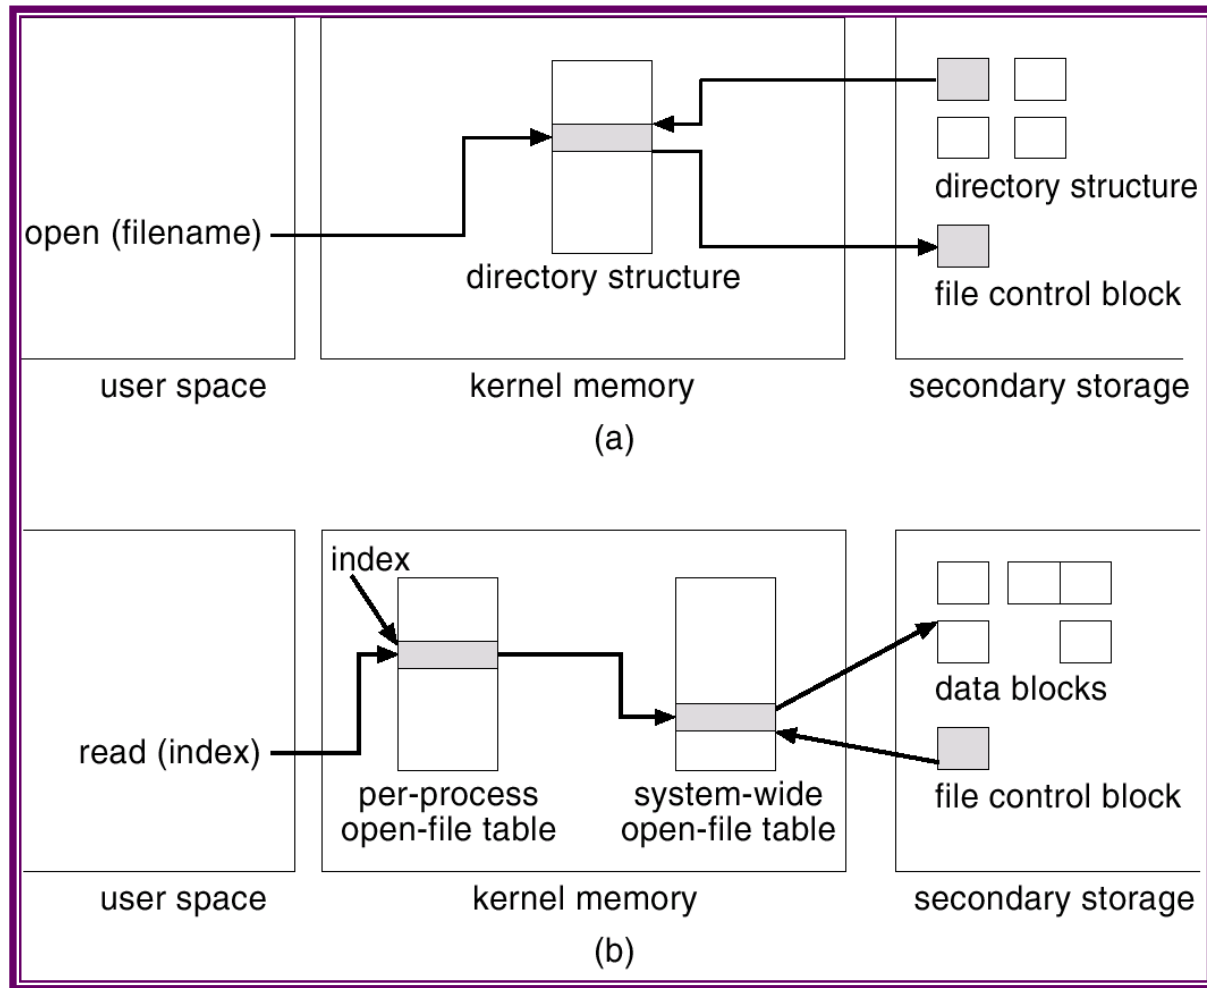 open (filename)
directory structure
directory structure
file control block
user space
kernel memory
secondary storage
(a)
index
read (index)
per-process
open-file table
system-wide
open-file table
data blocks
file control block
user space
kernel memory
secondary storage
(b)